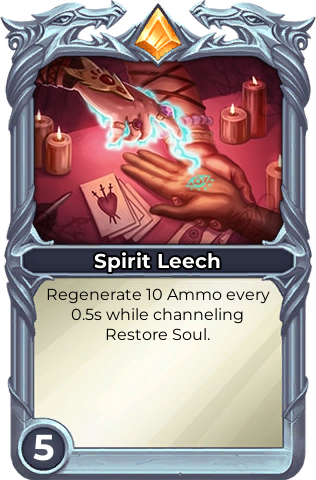 Spirit Leech
Regenerate 10 Ammo every
0.5s while channeling
Restore Soul.
5